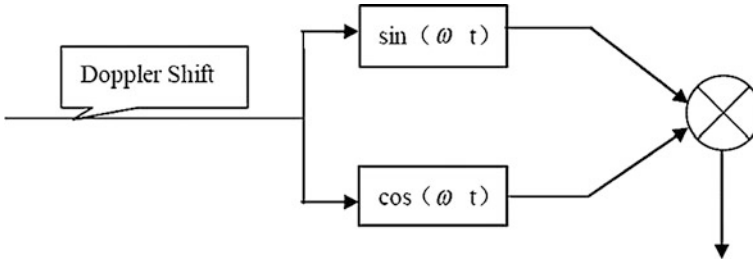 Doppler Shift
sin（ω t）
cos（ω t）